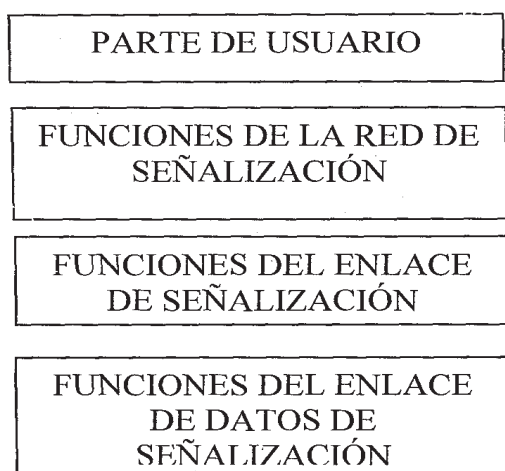 PARTE DE USUARIO
FUNCIONES DE LA RED DE
SEÑALIZACIÓN
FUNCIONES DEL ENLACE
DE SEÑALIZACIÓN
FUNCIONES DEL ENLACE
DE DATOS DE
SEÑALIZACIÓN